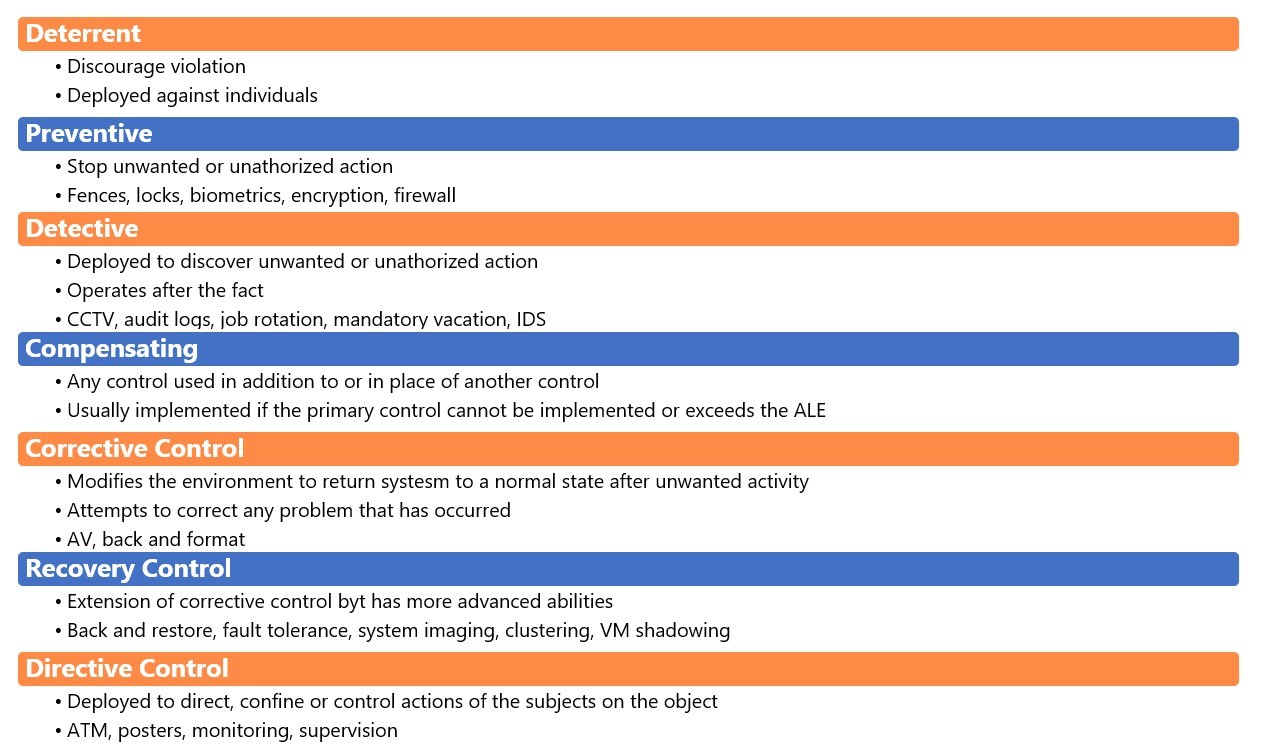 Deterrent
• Discourage violation
• Deployed against individuals
Preventive
• Stop unwanted or unathorized action
• Fences, locks, biometrics, encryption, firewall
Detective
• Deployed to discover unwanted or unathorized action
• Operates after the fact
• CCTV, audit logs, job rotation, mandatory vacation, IDS
Compensating
• Any control used in addition to or in place of another control
• Usually implemented if the primary control cannot be implemented or exceeds the ALE
Corrective Control
• Modifies the environment to return systesm to a normal state after unwanted activity
• Attempts to correct any problem that has occurred
• AV, back and format
Recovery Control
• Extension of corrective control byt has more advanced abilities
• Back and restore, fault tolerance, system imaging, clustering, VM shadowing
Directive Control
• Deployed to direct, confine or control actions of the subjects on the object
• ATM, posters, monitoring, supervision